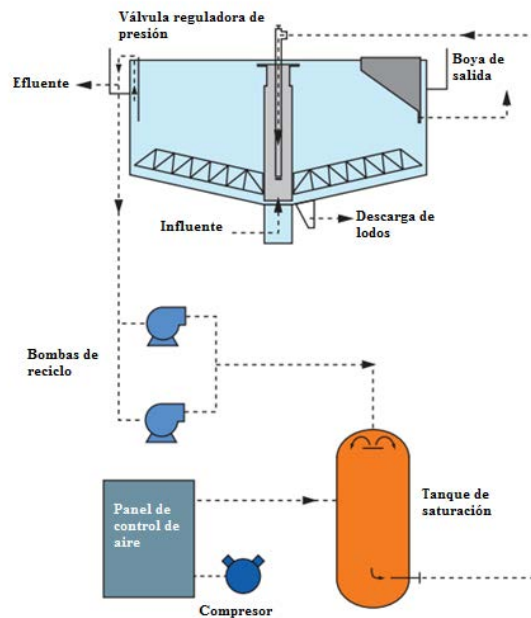 Válvula reguladora de
presión
Efluente
Boya de
salida
Influente
Descarga de
lodos
Bombas de
reciclo
Panel de
control de
aire
Tanque de
saturación
Compresor